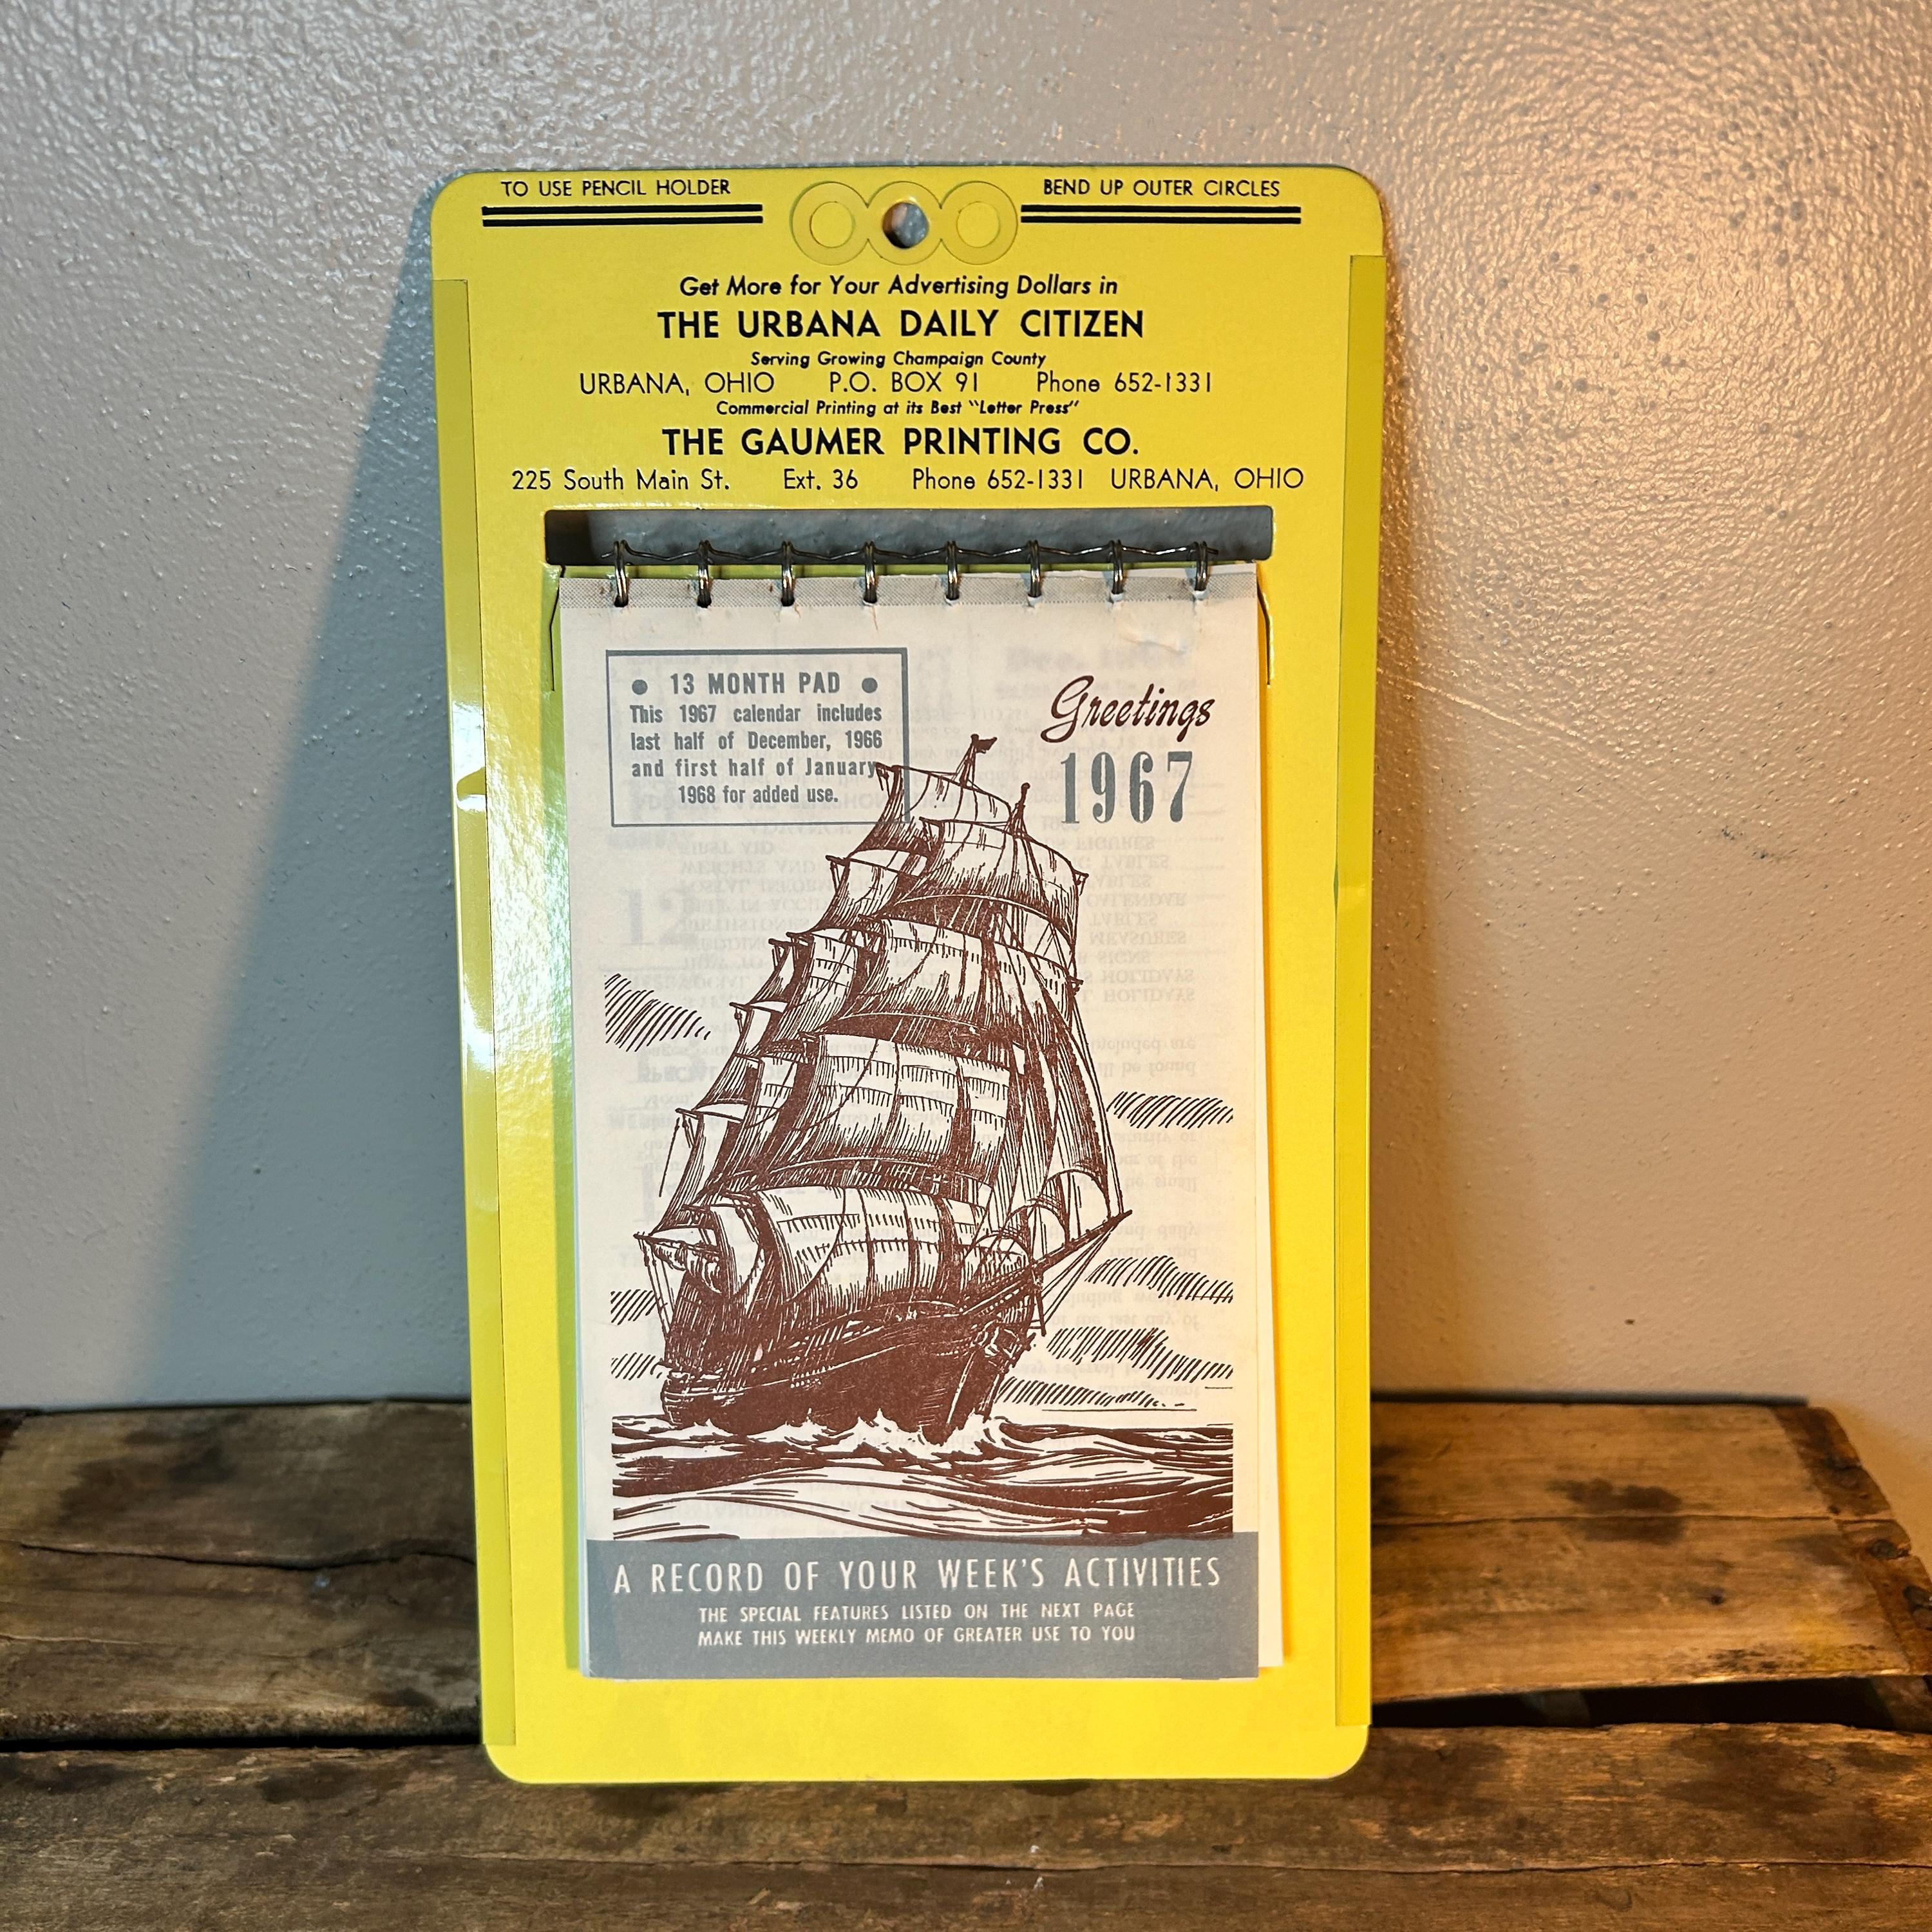 TO USE PENCIL HOLDER BEND UP OUTER CIRCLES
Get More for Your Advertising Dollars in
THE URBANA DAILY CITIZEN
Serving Growing Champaign County
URBANA, OHIO P.O. BOX 91 Phone 652-1331
Commercial Printing at its Best "Letter Press"
THE GAUMER PRINTING CO.
225 South Main St. Ext. 36 Phone 652-1331 URBANA, OHIO
• 13 MONTH PAD •
This 1967 calendar includes
last half of December, 1966
and first half of January
1968 for added use.
Greetings
1967
A RECORD OF YOUR WEEK'S ACTIVITIES
THE SPECIAL FEATURES LISTED ON THE NEXT PAGE
MAKE THIS WEEKLY MEMO OF GREATER USE TO YOU